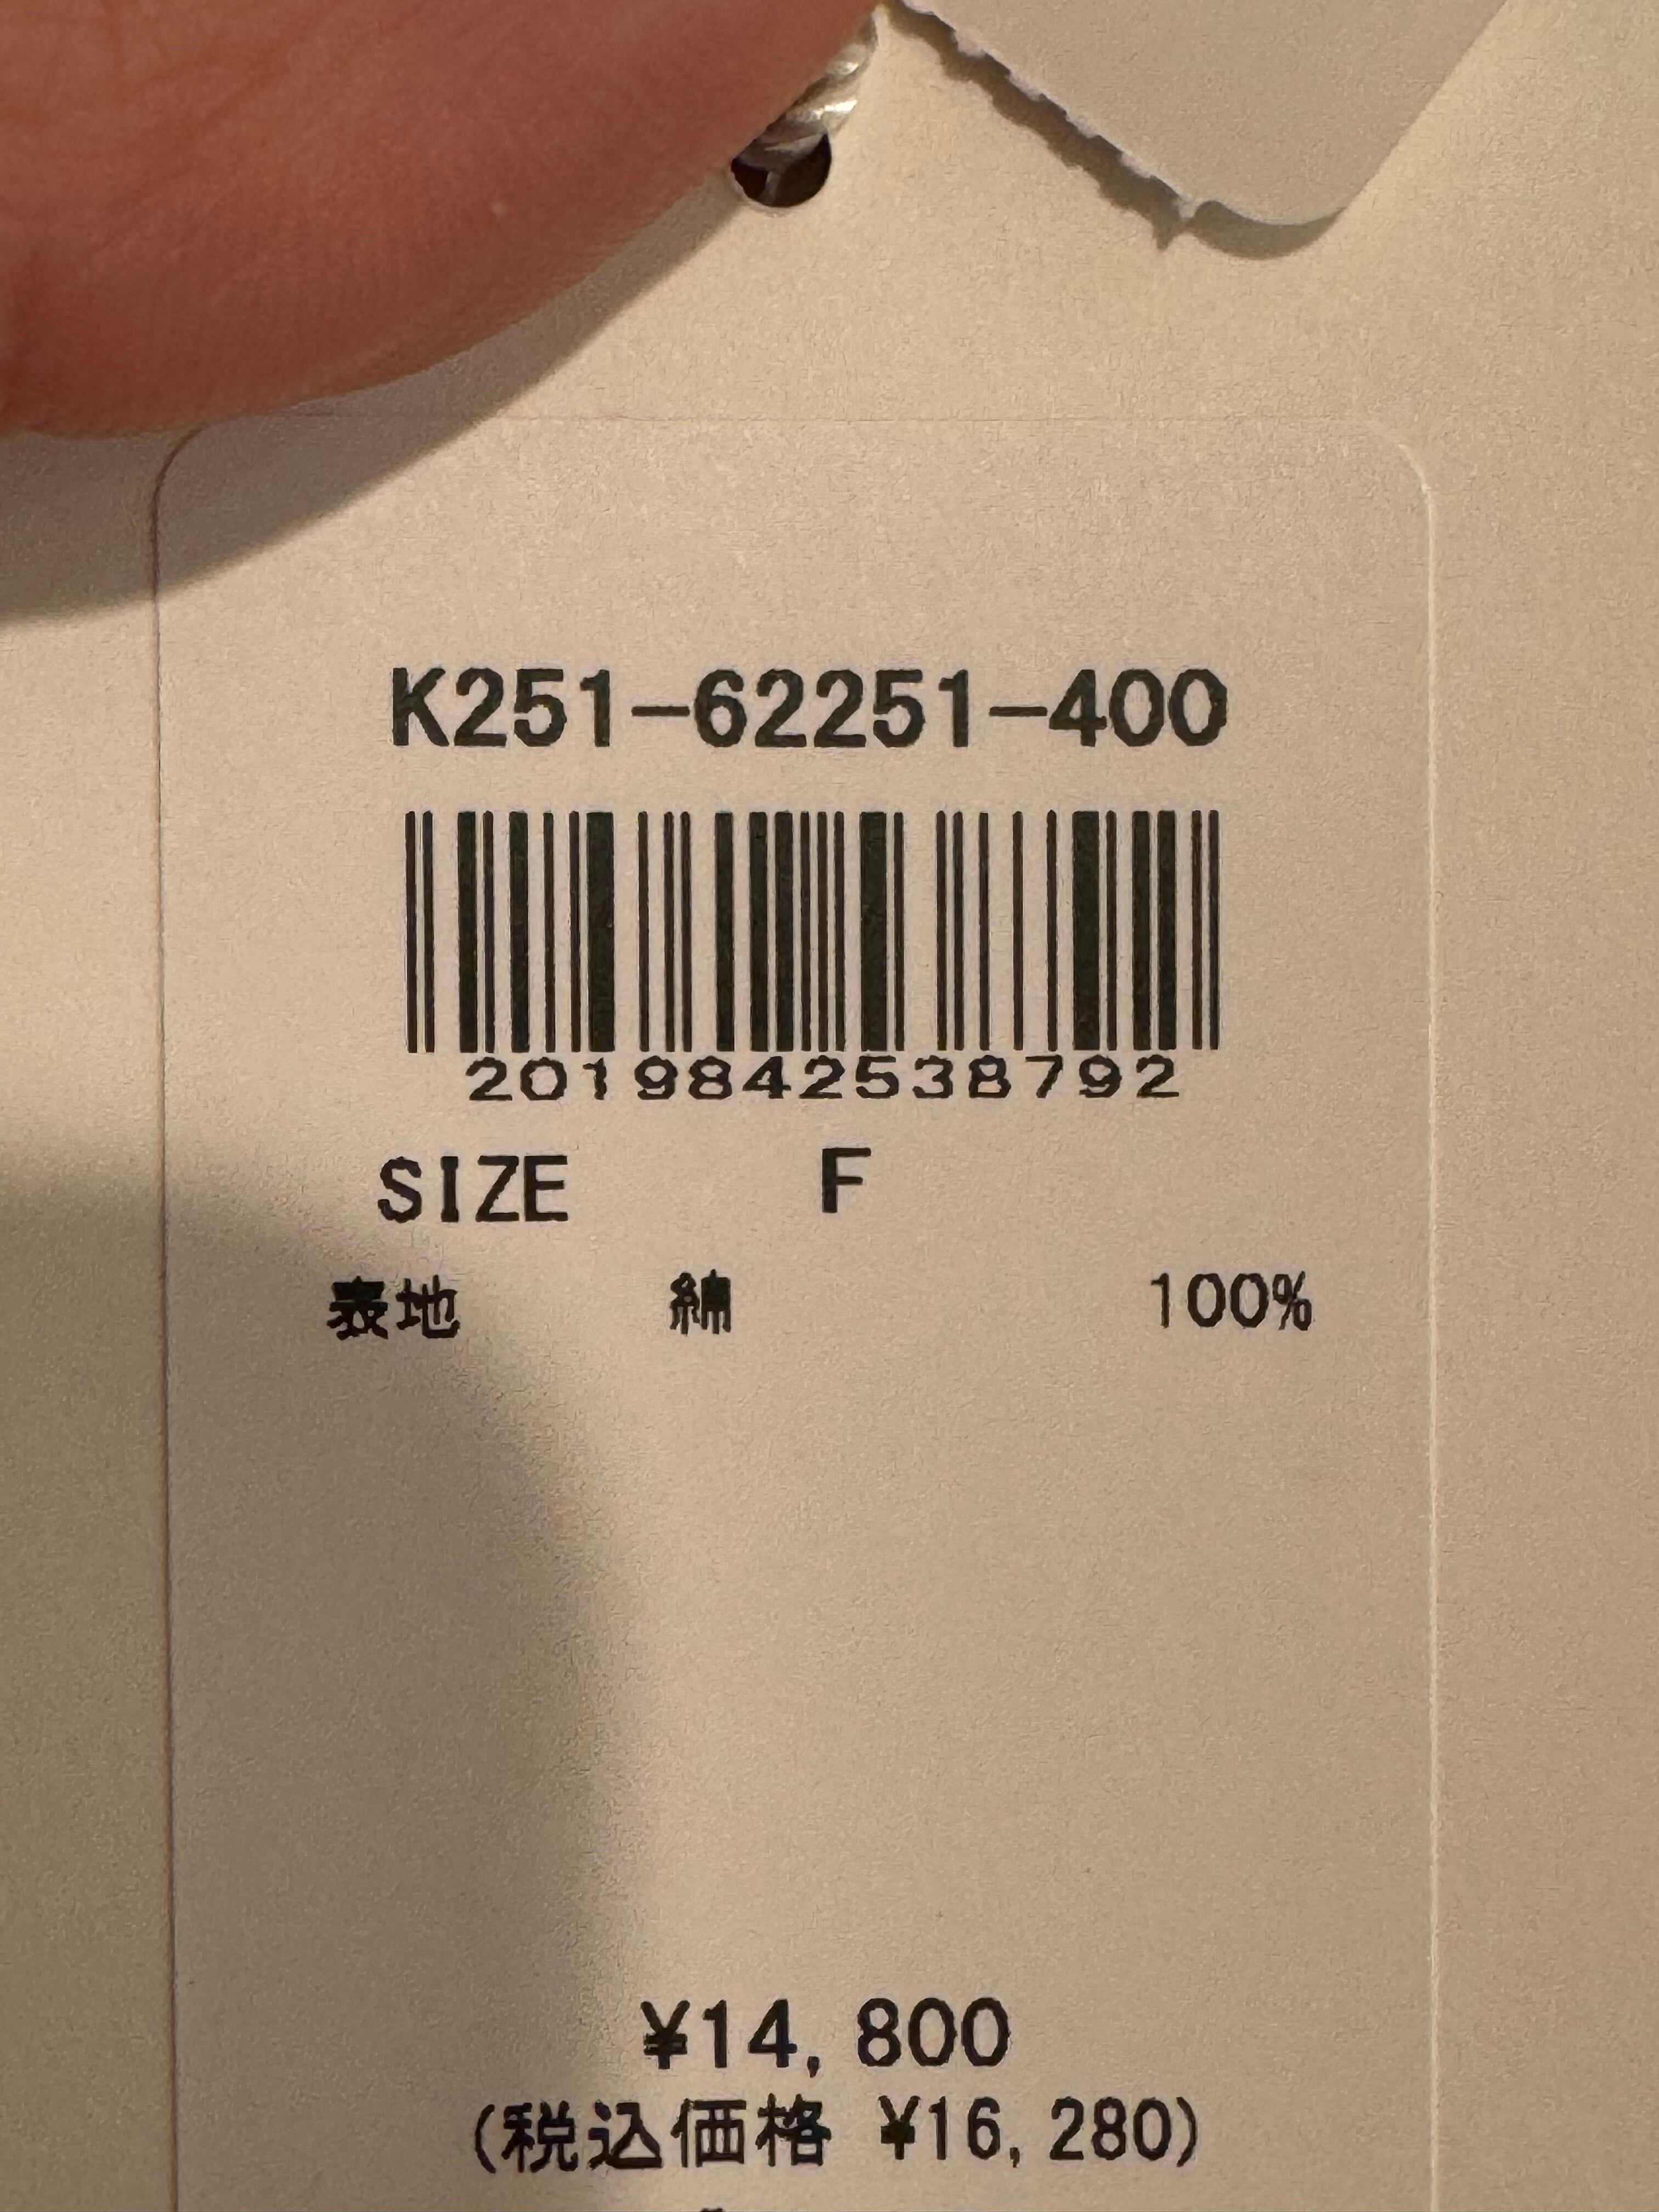 K251-62251-400
2019842538792
SIZE F
表地 綿 100%
¥14,800
(税込価格 ¥16,280)